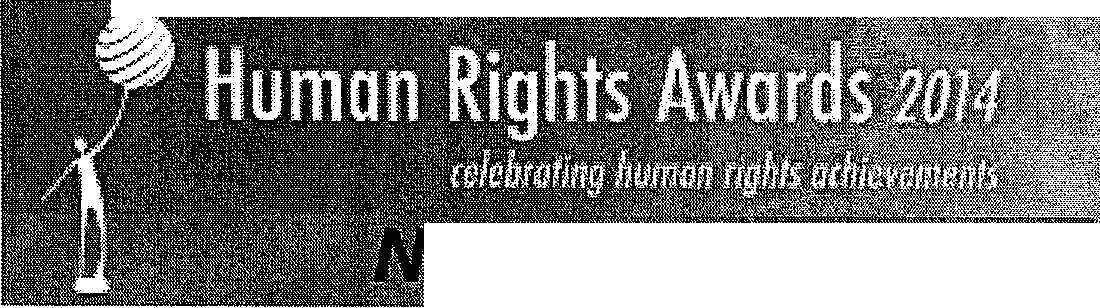 Human Rights Awards 2014
celebrating human rights achievements
N